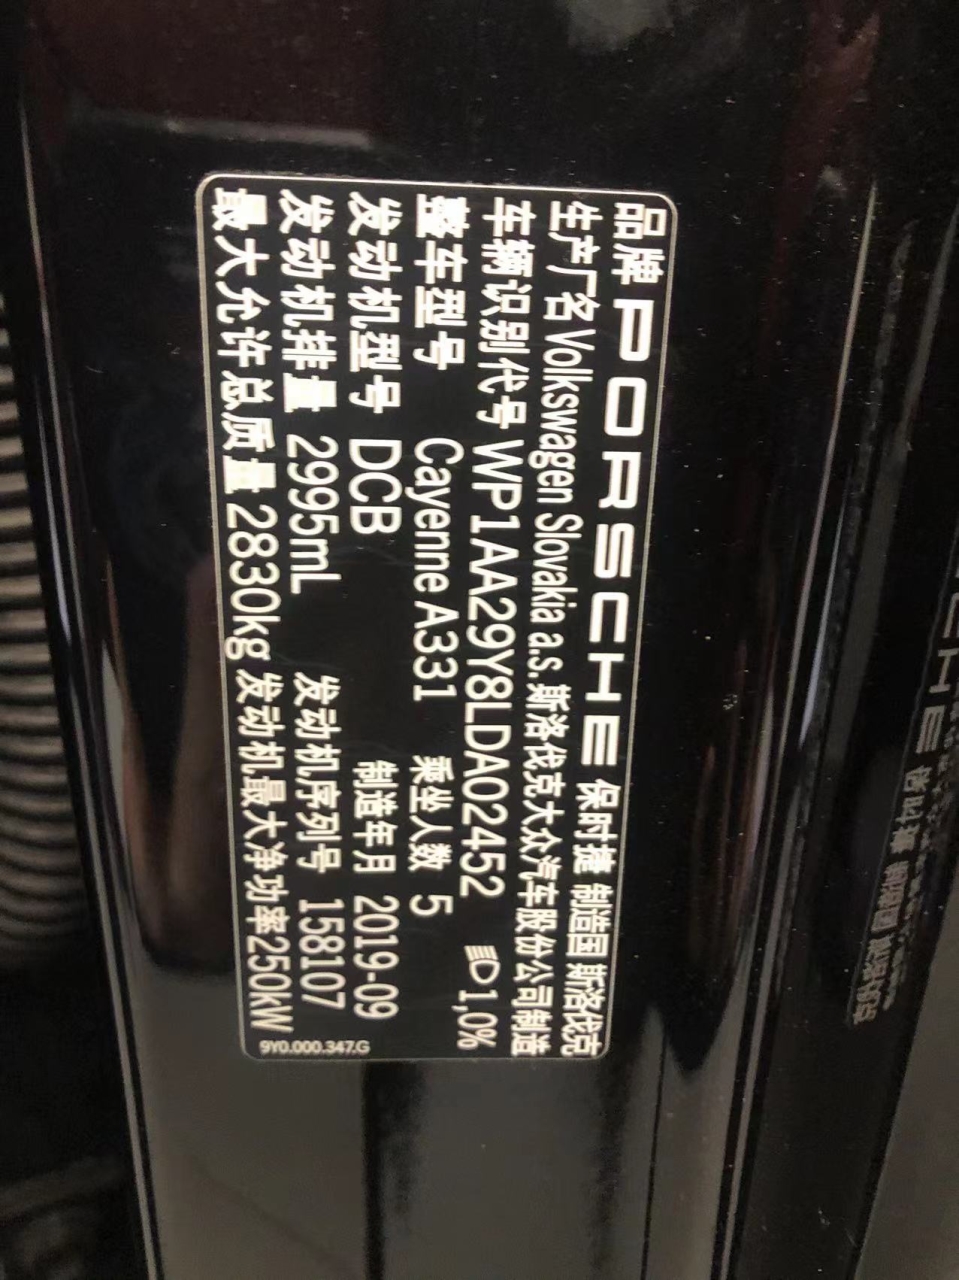 品牌 PORSCHE 保时捷 制造国 斯洛伐克
生产厂名 Volkswagen Slovakia a.s. 斯洛伐克大众汽车股份公司制造
车辆识别代号 WP1AA29Y8LDA02452 1,0%
整车型号 Cayenne A331 乘坐人数 5
发动机型号 DCB 制造年月 2019-09
发动机排量 2995mL 发动机序列号 158107
最大允许总质量 2830kg 发动机最大净功率250kW
9Y0.000.347.G